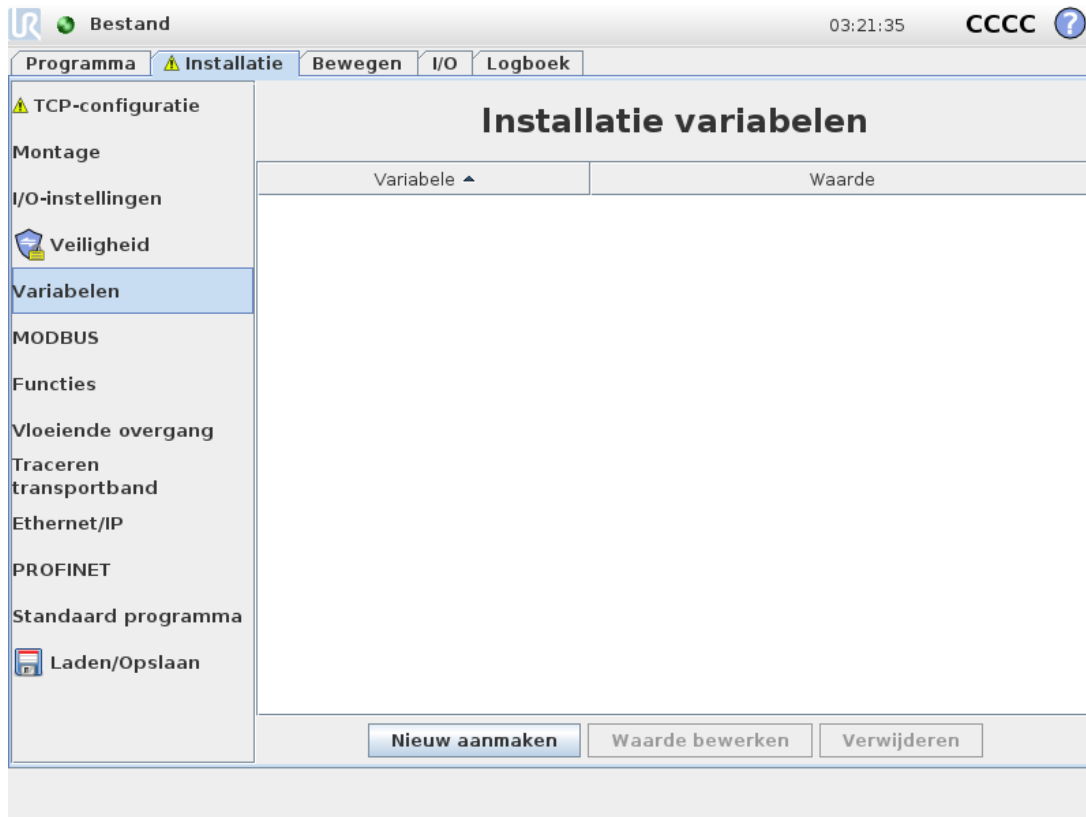 UR Bestand 03:21:35 CCCC ?
Programma Installatie Bewegen I/O Logboek
TCP-configuratie
Montage
I/O-instellingen
Veiligheid
Variabelen
MODBUS
Functies
Vloeiende overgang
Traceren
transportband
Ethernet/IP
PROFINET
Standaard programma
Laden/Opslaan
Installatie variabelen
Variabele Waarde
Nieuw aanmaken Waarde bewerken Verwijderen